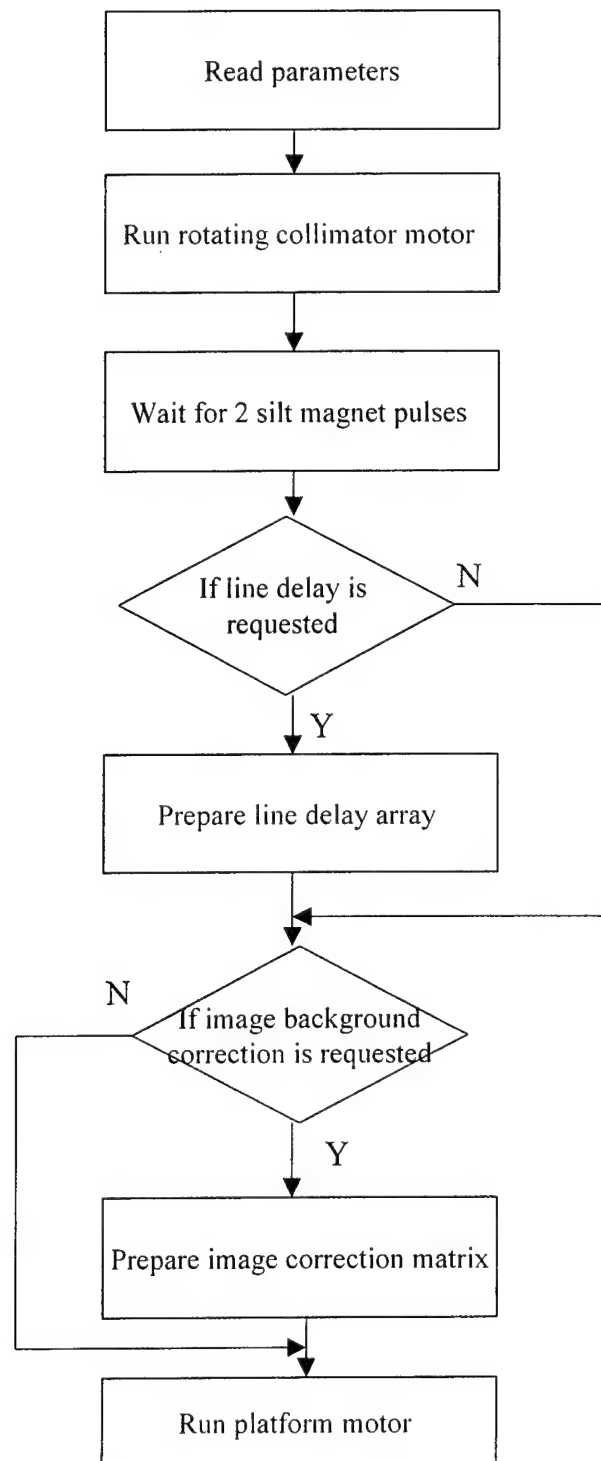 Read parameters
Run rotating collimator motor
Wait for 2 silt magnet pulses
If line delay is
requested
N
Y
Prepare line delay array
N
If image background
correction is requested
Y
Prepare image correction matrix
Run platform motor